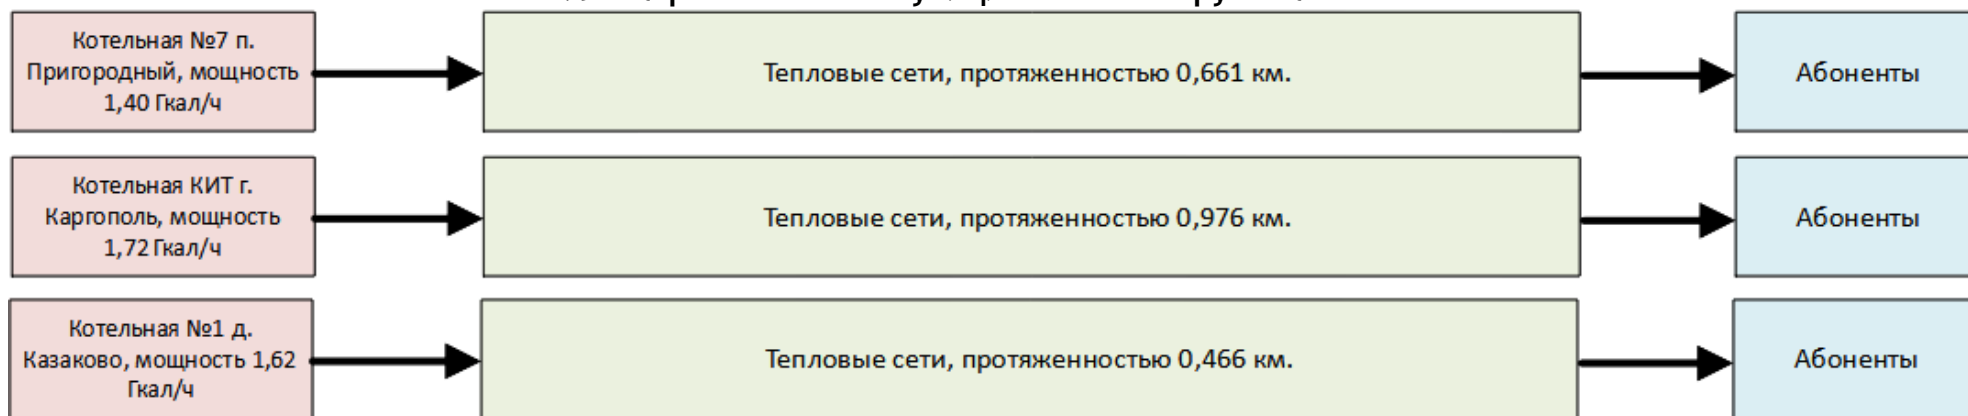 Котельная №7 п.
Пригородный, мощность
1,40 Гкал/ч
Тепловые сети, протяженностью 0,661 км.
Абоненты
Котельная КИТ г.
Каргополь, мощность
1,72 Гкал/ч
Тепловые сети, протяженностью 0,976 км.
Абоненты
Котельная №1 д.
Казаково, мощность 1,62
Гкал/ч
Тепловые сети, протяженностью 0,466 км.
Абоненты